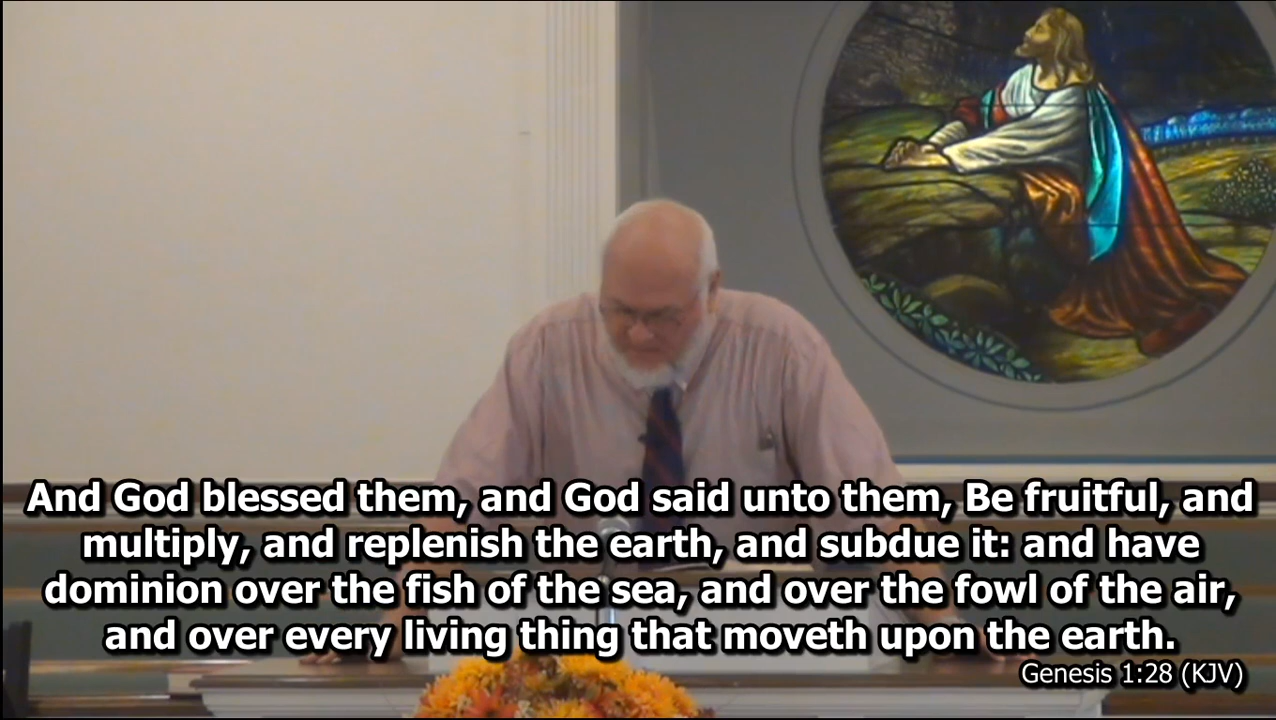 And God blessed them, and God said unto them, Be fruitful, and
multiply, and replenish the earth, and subdue it: and have
dominion over the fish of the sea, and over the fowl of the air,
and over every living thing that moveth upon the earth.
Genesis 1:28 (KJV)